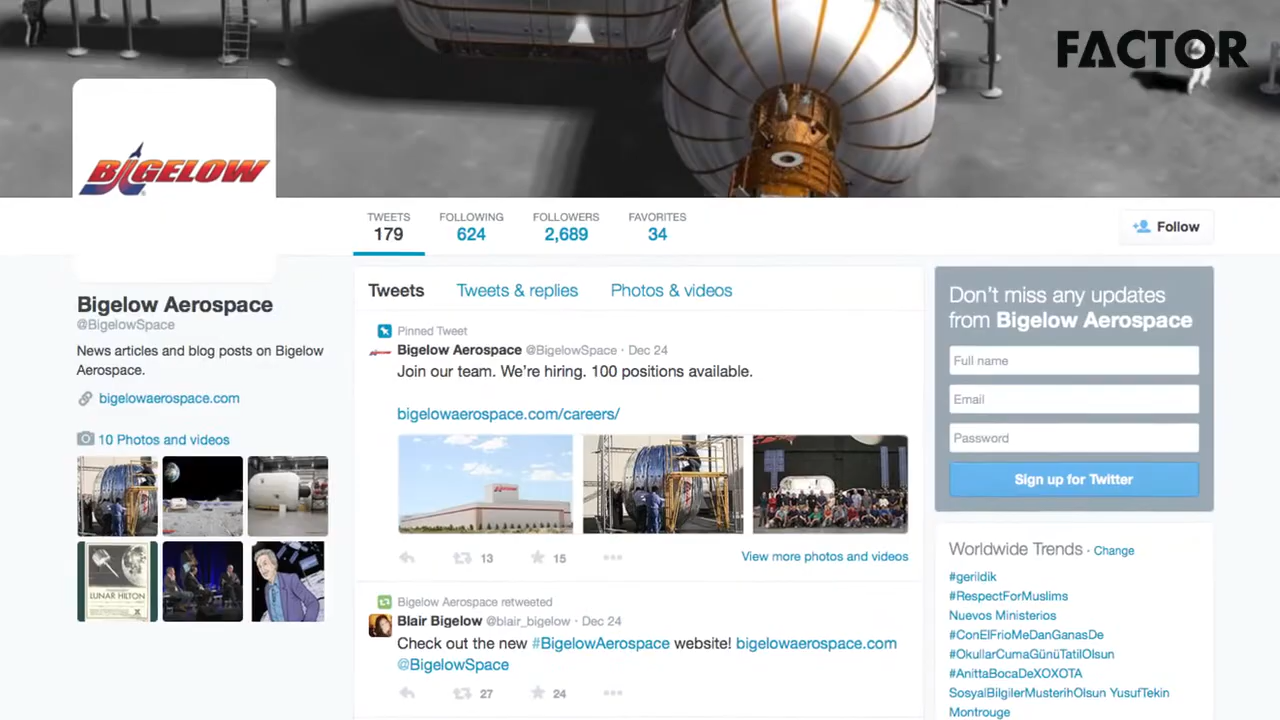 FACTOR
BIGELOW
TWEETS
179
FOLLOWING
624
FOLLOWERS
2,689
FAVORITES
34
Follow
Bigelow Aerospace
@BigelowSpace
News articles and blog posts on Bigelow
Aerospace.
bigelowaerospace.com
10 Photos and videos
LUNAR HILTON
Tweets
Tweets & replies
Photos & videos
Pinned Tweet
Bigelow Aerospace @BigelowSpace · Dec 24
Join our team. We're hiring. 100 positions available.
bigelowaerospace.com/careers/
BIGELOW
13
15
View more photos and videos
Bigelow Aerospace retweeted
Blair Bigelow @blair_bigelow · Dec 24
Check out the new #BigelowAerospace website! bigelowaerospace.com
@BigelowSpace
27
24
Don't miss any updates
from Bigelow Aerospace
Full name
Email
Password
Sign up for Twitter
Worldwide Trends · Change
#gerildik
#RespectForMuslims
Nuevos Ministerios
#ConElFrioMeDanGanasDe
#OkullarCumaGünüTatilOlsun
#AnittaBocaDeXOXOTA
SosyalBilgilerMusterihOlsun YusufTekin
Montrouge